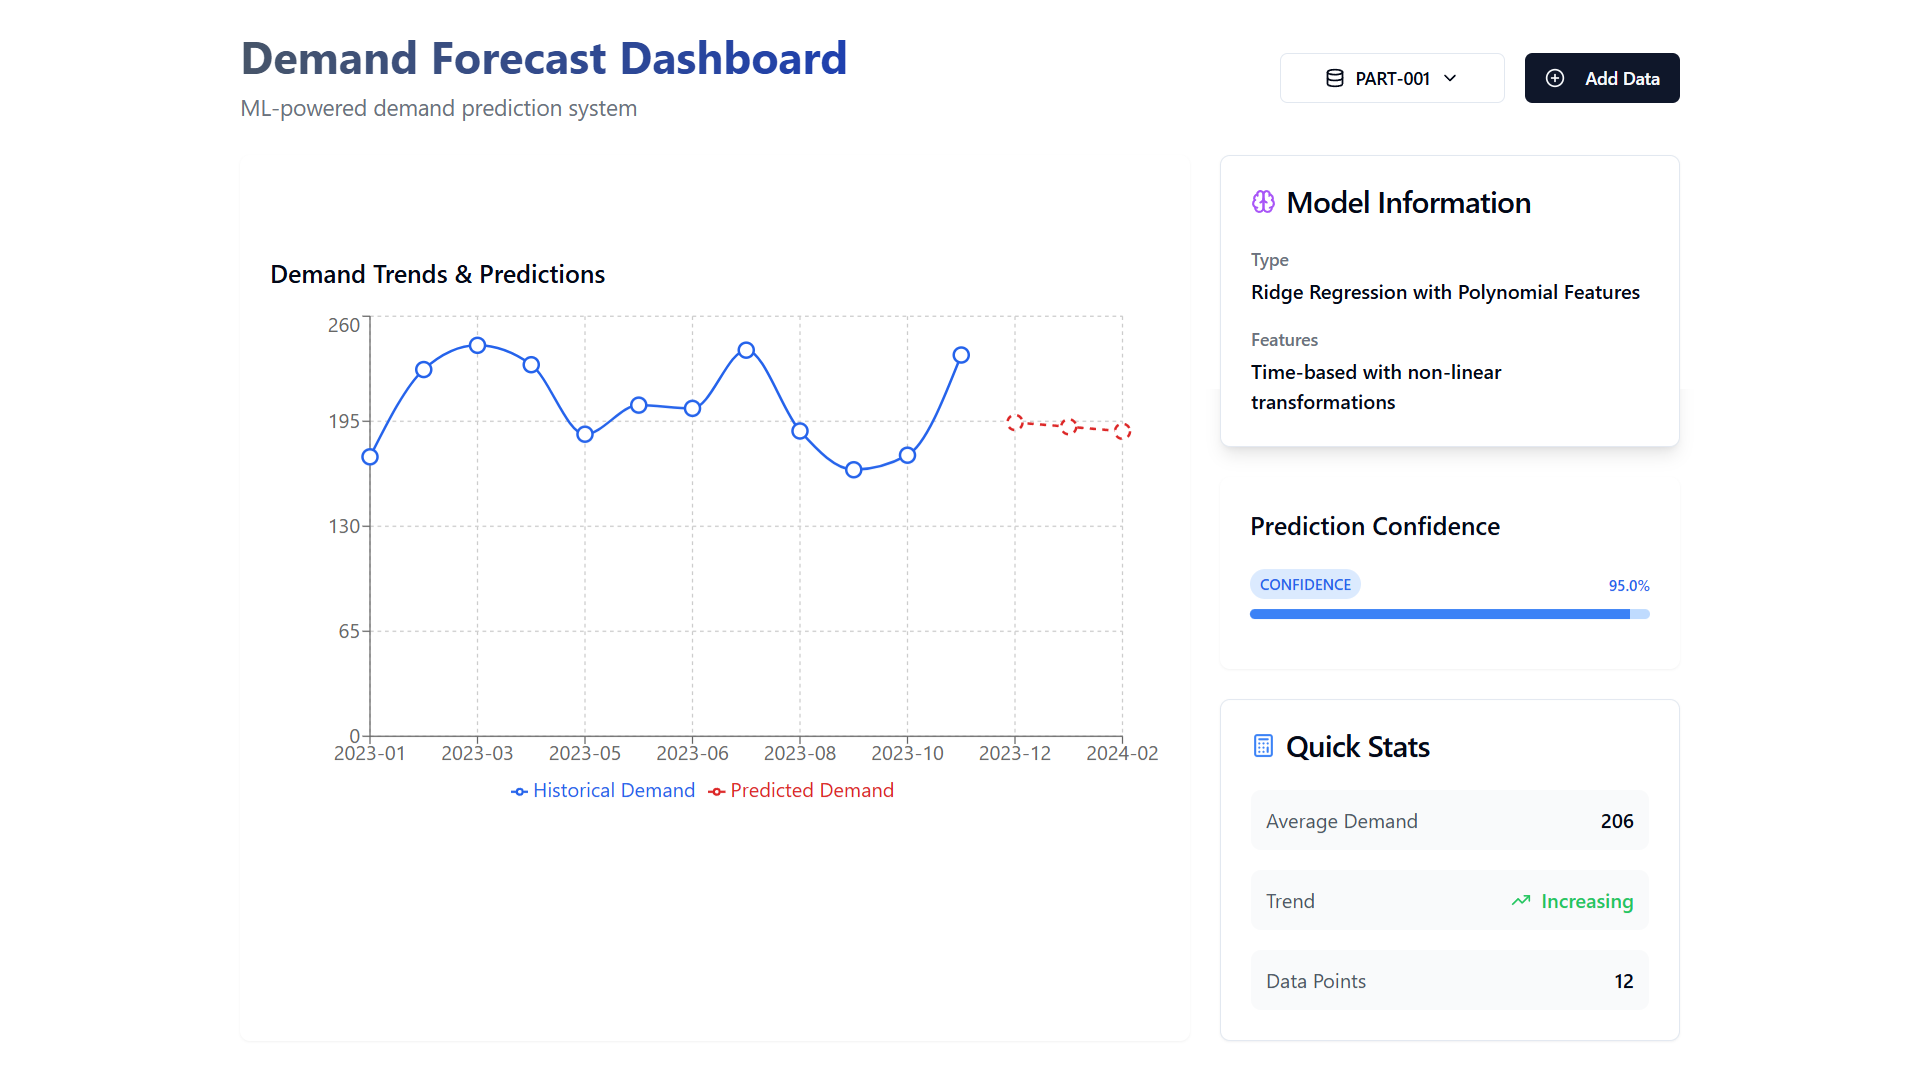 Demand Forecast Dashboard
ML-powered demand prediction system
PART-001
Add Data
Demand Trends & Predictions
260
195
130
65
0
2023-01 2023-03 2023-05 2023-06 2023-08 2023-10 2023-12 2024-02
Historical Demand Predicted Demand
Model Information
Type
Ridge Regression with Polynomial Features
Features
Time-based with non-linear
transformations
Prediction Confidence
CONFIDENCE 95.0%
Quick Stats
Average Demand 206
Trend Increasing
Data Points 12